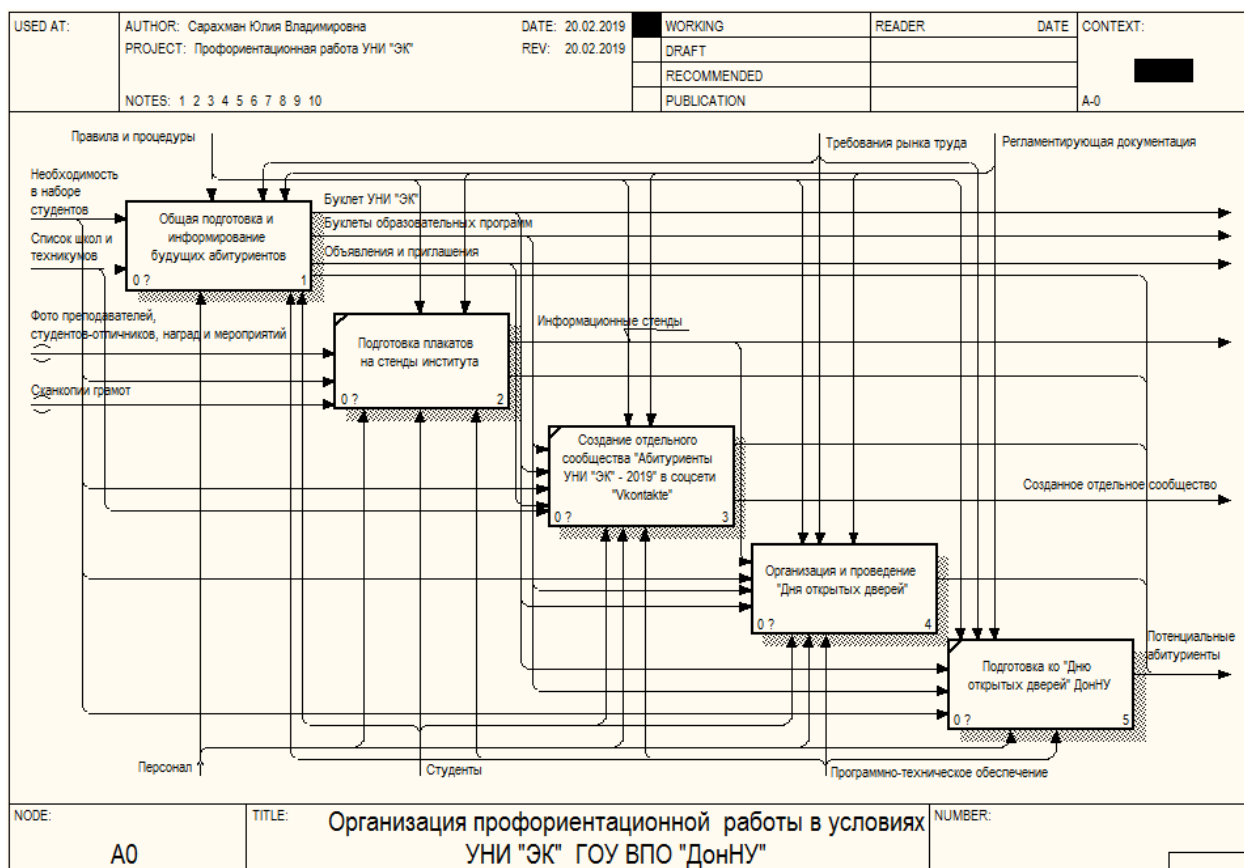 USED AT:
AUTHOR: Сарахман Юлия Владимировна
DATE: 20.02.2019
PROJECT: Профориентационная работа УНИ "ЭК"
REV: 20.02.2019
NOTES: 1 2 3 4 5 6 7 8 9 10
WORKING
DRAFT
RECOMMENDED
PUBLICATION
READER
DATE
CONTEXT:
A-0
Правила и процедуры
Требования рынка труда
Регламентирующая документация
Необходимость
в наборе
студентов
Список школ и
техникумов
Общая подготовка и
информирование
будущих абитуриентов
0 ?
1
Буклет УНИ "ЭК"
Буклеты образовательных программ
Объявления и приглашения
Фото преподавателей,
студентов-отличников, наград и мероприятий
Сканкопии грамот
Подготовка плакатов
на стенды института
0 ?
2
Информационные стенды
Создание отдельного
сообщества "Абитуриенты
УНИ "ЭК" - 2019" в соцсети
"Vkontakte"
0 ?
3
Созданное отдельное сообщество
Организация и проведение
"Дня открытых дверей"
0 ?
4
Потенциальные
абитуриенты
Подготовка ко "Дню
открытых дверей" ДонНУ
0 ?
5
Персонал
Студенты
Программно-техническое обеспечение
NODE:
A0
TITLE:
Организация профориентационной работы в условиях
УНИ "ЭК" ГОУ ВПО "ДонНУ"
NUMBER: